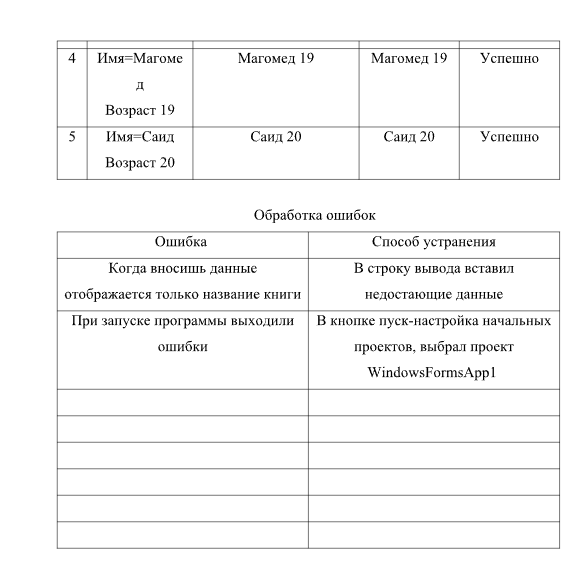 4 Имя=Магоме Магомед 19 Магомед 19 Успешно
д
Возраст 19
5 Имя=Саид Саид 20 Саид 20 Успешно
Возраст 20
Обработка ошибок
Ошибка Способ устранения
Когда вносишь данные В строку вывода вставил
отображается только название книги недостающие данные
При запуске программы выходили В кнопке пуск-настройка начальных
ошибки проектов, выбрал проект
WindowsFormsApp1